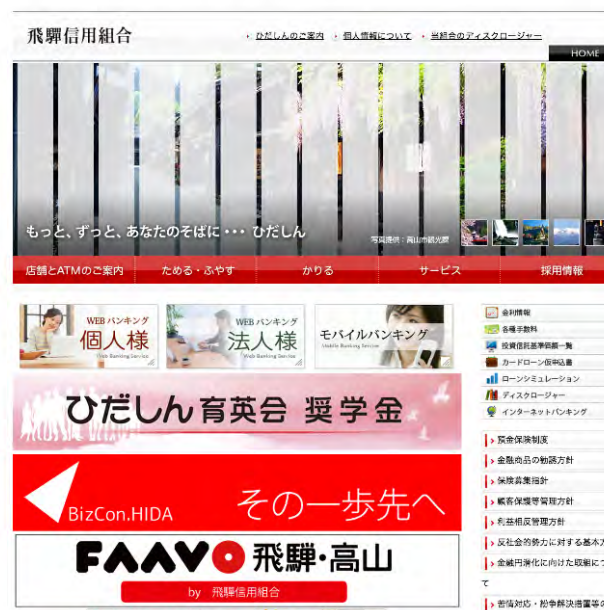 飛驒信用組合
ひだしんのご案内
個人情報について
当組合のディスクロージャー
HOME
もっと、ずっと、あなたのそばに・・・ ひだしん
写真提供：高山市観光課
店舗とATMのご案内
ためる・ふやす
かりる
サービス
採用情報
WEBバンキング
個人様
Web Banking Service
WEBバンキング
法人様
Web Banking Service
モバイルバンキング
Mobile Banking Service
ひだしん育英会 奨学金
BizCon.HIDA
その一歩先へ
FAAVO 飛騨・高山
by 飛騨信用組合
金利情報
各種手数料
投資信託基準価額一覧
カードローン仮申込書
ローンシミュレーション
ディスクロージャー
インターネットバンキング
預金保険制度
金融商品の勧誘方針
保険募集指針
顧客保護等管理方針
利益相反管理方針
反社会的勢力に対する基本方
金融円滑化に向けた取組につ
て
苦情対応・紛争解決措置等の